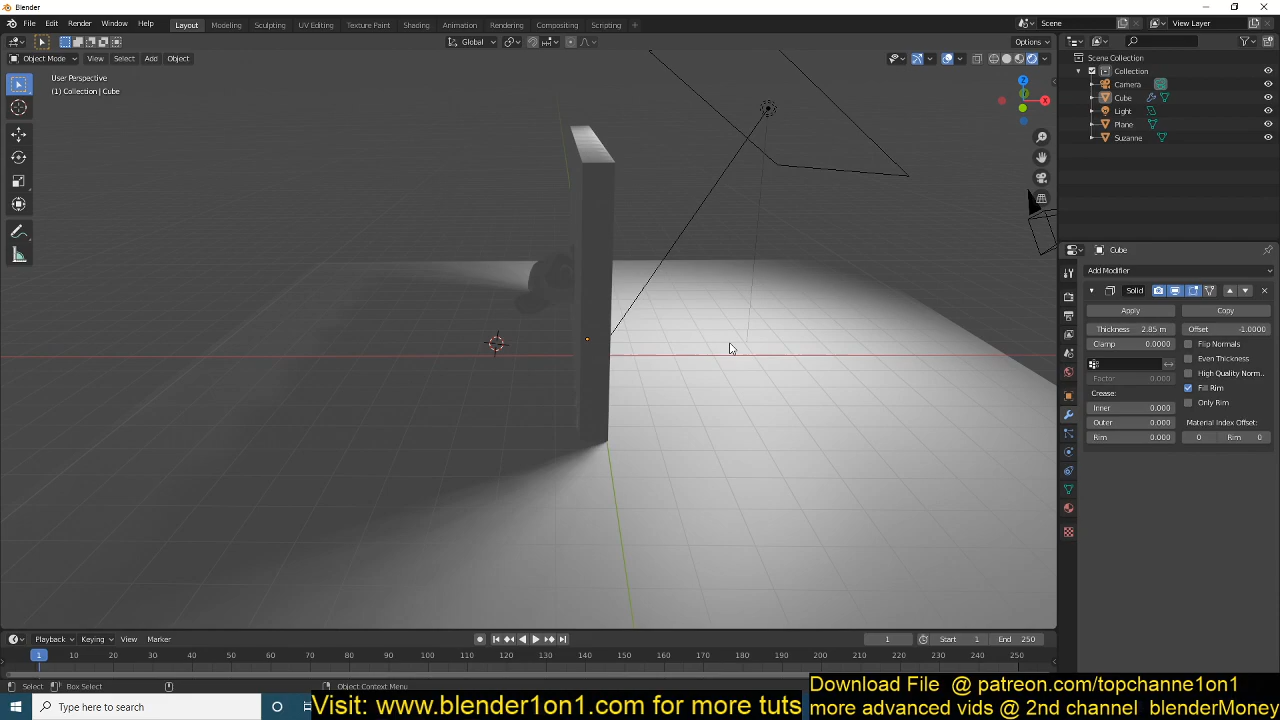 Blender
File Edit Render Window Help Layout Modeling Sculpting UV Editing Texture Paint Shading Animation Rendering Compositing Scripting Scene View Layer
Global Options
Object Mode View Select Add Object
User Perspective
(1) Collection | Cube
X
Z
Scene Collection
Collection
Camera
Cube
Light
Plane
Suzanne
Cube
Add Modifier
Solid
Apply Copy
Thickness 2.85 m Offset -1.0000
Clamp 0.0000 Flip Normals
Even Thickness
High Quality Norm..
Factor 0.000 Fill Rim
Crease: Only Rim
Inner 0.000
Outer 0.000 Material Index Offset:
Rim 0.000 0 Rim 0
Playback Keying View Marker 1 Start 1 End 250
1 10 20 30 40 50 60 70 80 90 100 110 120 130 140 150 160 170 180 190 200 210 220 230 240 250
Select Box Select Object Context Menu
Type here to search
Visit: www.blender1on1.com for more tuts
Download File @ patreon.com/topchanne1on1
more advanced vids @ 2nd channel blenderMoney